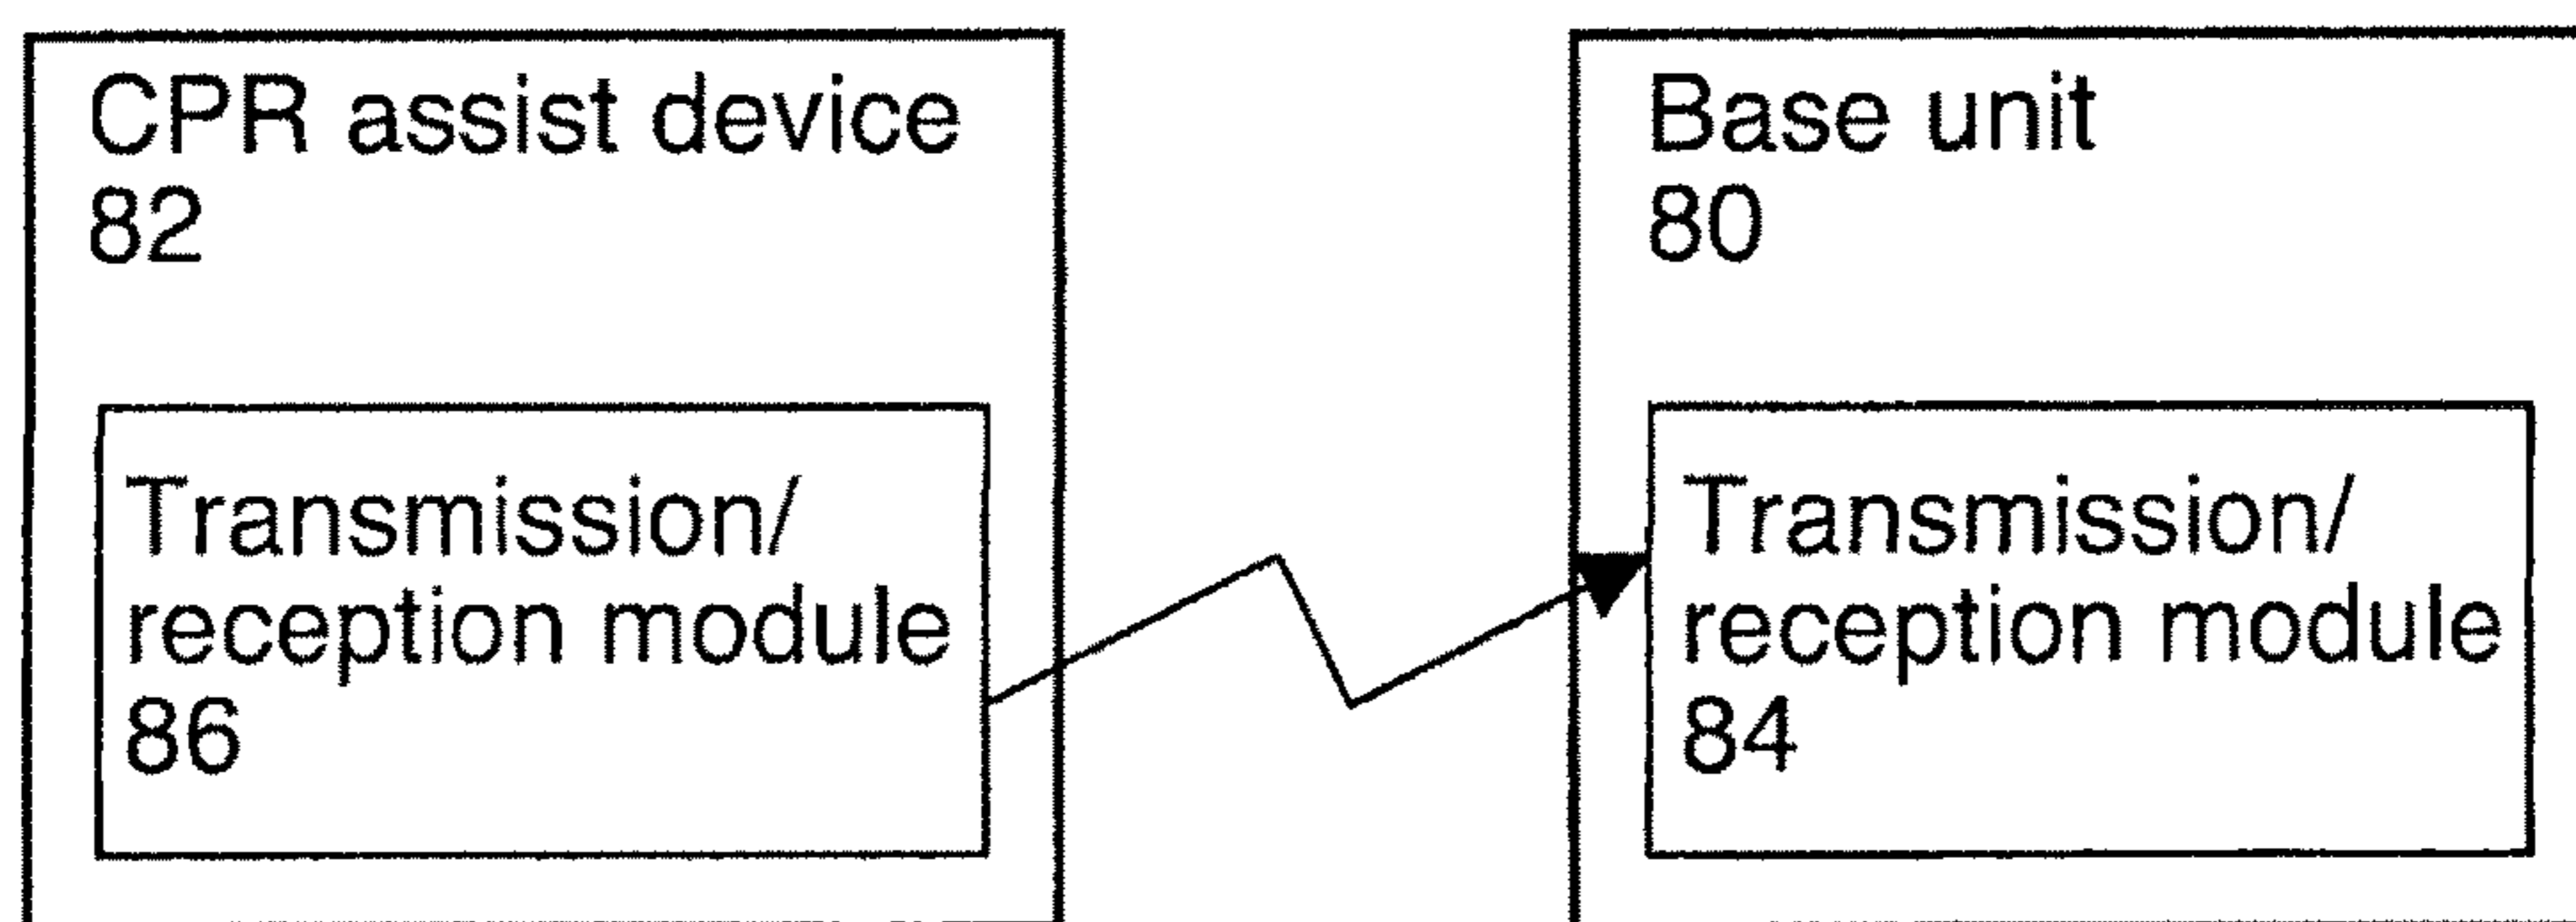 CPR assist device
82
Transmission/
reception module
86
Base unit
80
Transmission/
reception module
84